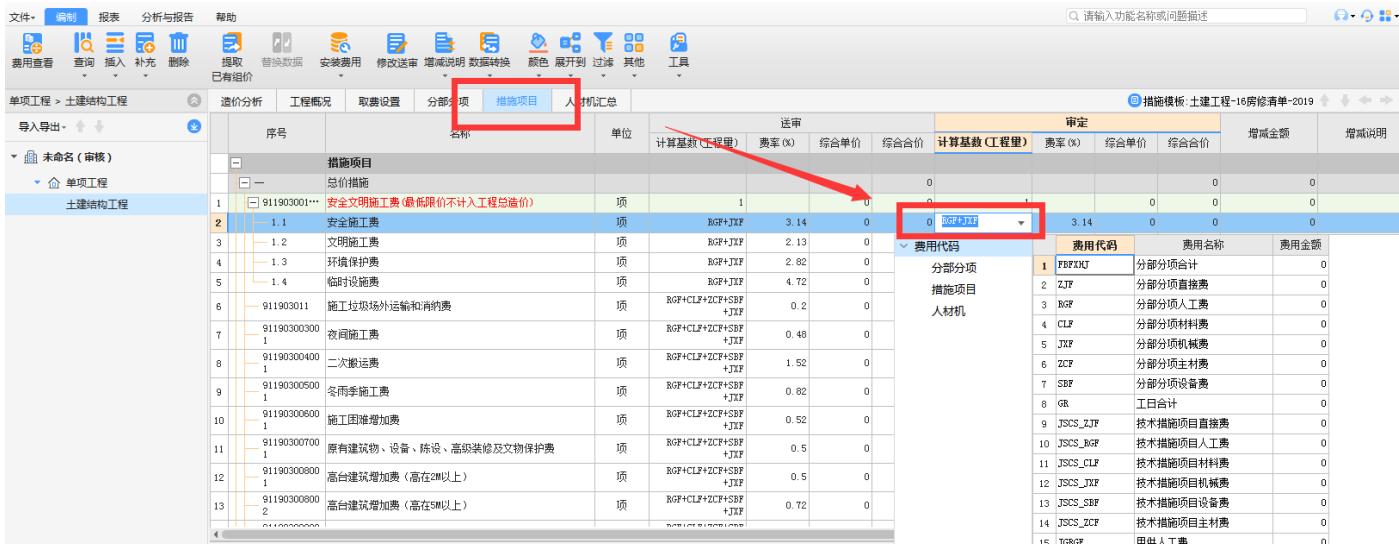 文件 编制 报表 分析与报告 帮助 请输入功能名称或问题描述
费用查看 查询 插入 补充 删除 提取 替换数据 安装费用 修改送审 增减说明 数据转换 颜色 展开到 过滤 其他 工具
已有组价
单项工程 > 土建结构工程 造价分析 工程概况 取费设置 分部分项 措施项目 人材机汇总 措施模板:土建工程-16房修清单-2019
导入导出
未命名（审核）
单项工程
土建结构工程
序号 名称 单位 送审 审定 增减金额 增减说明
计算基数(工程量) 费率(%) 综合单价 综合合价 计算基数(工程量) 费率(%) 综合单价 综合合价
措施项目
一 总价措施 0 0 0
1 911903001… 安全文明施工费(最低限价不计入工程总造价) 项 1 0 0 1 0 0 0
2 1.1 安全施工费 项 RGF+JXF 3.14 0 0 RGF+JXF 3.14 0 0 0
3 1.2 文明施工费 项 RGF+JXF 2.13 0
4 1.3 环境保护费 项 RGF+JXF 2.82 0
5 1.4 临时设施费 项 RGF+JXF 4.72 0
6 911903011 施工垃圾场外运输和消纳费 项 RGF+CLF+ZCF+SBF+JXF 0.2 0
7 911903003001 夜间施工费 项 RGF+CLF+ZCF+SBF+JXF 0.48 0
8 911903004001 二次搬运费 项 RGF+CLF+ZCF+SBF+JXF 1.52 0
9 911903005001 冬雨季施工费 项 RGF+CLF+ZCF+SBF+JXF 0.82 0
10 911903006001 施工困难增加费 项 RGF+CLF+ZCF+SBF+JXF 0.52 0
11 911903007001 原有建筑物、设备、陈设、高级装修及文物保护费 项 RGF+CLF+ZCF+SBF+JXF 0.5 0
12 911903008001 高台建筑增加费（高在2M以上） 项 RGF+CLF+ZCF+SBF+JXF 0.5 0
13 911903008002 高台建筑增加费（高在5M以上） 项 RGF+CLF+ZCF+SBF+JXF 0.72 0
费用代码
分部分项
措施项目
人材机
费用代码 费用名称 费用金额
1 FBFXHJ 分部分项合计 0
2 ZJF 分部分项直接费 0
3 RGF 分部分项人工费 0
4 CLF 分部分项材料费 0
5 JXF 分部分项机械费 0
6 ZCF 分部分项主材费 0
7 SBF 分部分项设备费 0
8 GR 工日合计 0
9 JSCS_ZJF 技术措施项目直接费 0
10 JSCS_RGF 技术措施项目人工费 0
11 JSCS_CLF 技术措施项目材料费 0
12 JSCS_JXF 技术措施项目机械费 0
13 JSCS_SBF 技术措施项目设备费 0
14 JSCS_ZCF 技术措施项目主材费 0
15 JGRGF 甲供人工费 0